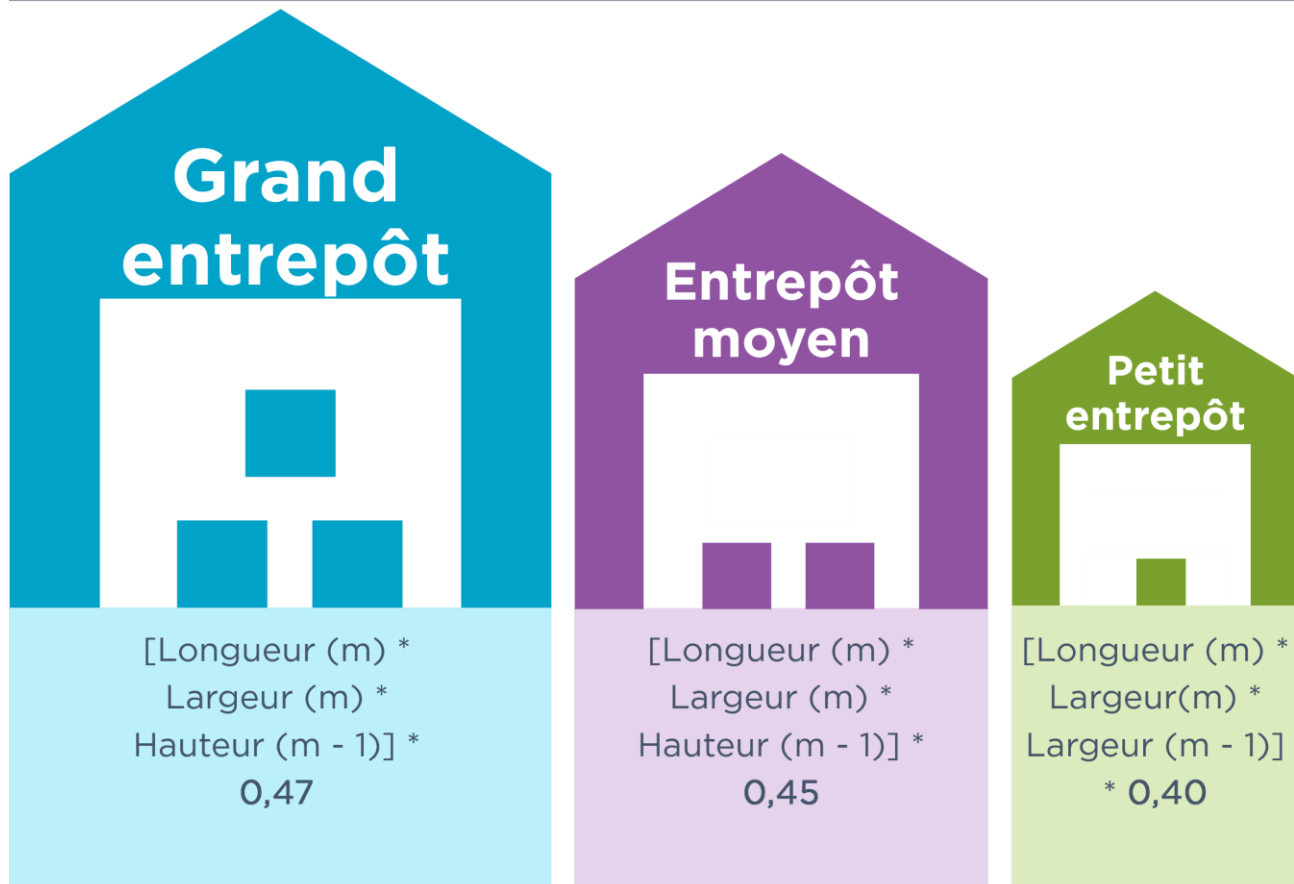 Grand
entrepôt
[Longueur (m) *
Largeur (m) *
Hauteur (m - 1)] *
0,47
Entrepôt
moyen
[Longueur (m) *
Largeur (m) *
Hauteur (m - 1)] *
0,45
Petit
entrepôt
[Longueur (m) *
Largeur(m) *
Largeur (m - 1)]
* 0,40